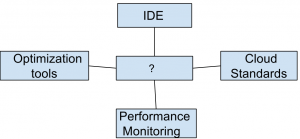 IDE
Optimization
tools
?
Cloud
Standards
Performance
Monitoring